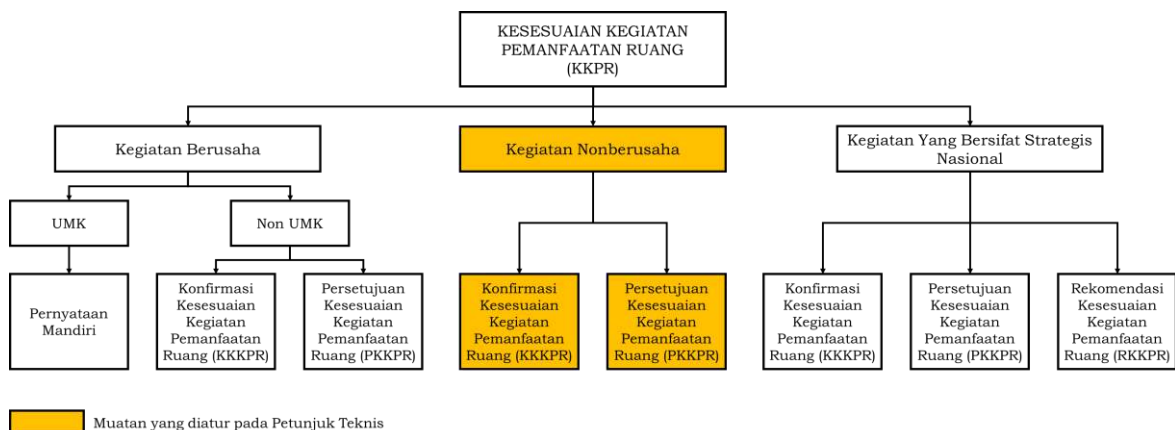 KESESUAIAN KEGIATAN
PEMANFAATAN RUANG
(KKPR)
Kegiatan Berusaha
Kegiatan Nonberusaha
Kegiatan Yang Bersifat Strategis
Nasional
UMK
Non UMK
Pernyataan
Mandiri
Konfirmasi
Kesesuaian
Kegiatan
Pemanfaatan
Ruang (KKKPR)
Persetujuan
Kesesuaian
Kegiatan
Pemanfaatan
Ruang (PKKPR)
Konfirmasi
Kesesuaian
Kegiatan
Pemanfaatan
Ruang (KKKPR)
Persetujuan
Kesesuaian
Kegiatan
Pemanfaatan
Ruang (PKKPR)
Konfirmasi
Kesesuaian
Kegiatan
Pemanfaatan
Ruang (KKKPR)
Persetujuan
Kesesuaian
Kegiatan
Pemanfaatan
Ruang (PKKPR)
Rekomendasi
Kesesuaian
Kegiatan
Pemanfaatan
Ruang (RKKPR)
Muatan yang diatur pada Petunjuk Teknis